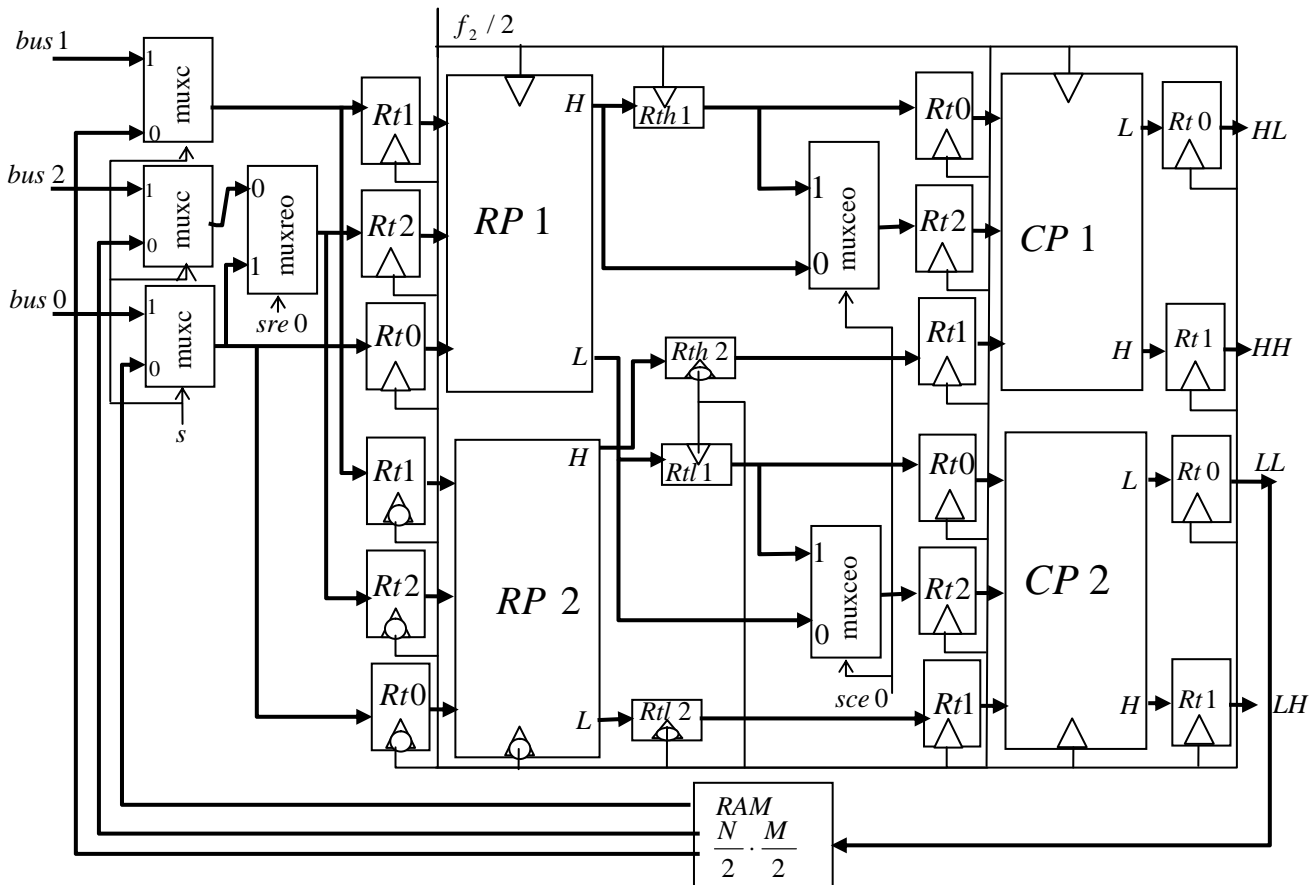 f₂ / 2
bus 1
1
muxc
0
bus 2
1
muxc
0
bus 0
1
muxc
0
s
0
muxreo
1
sre 0
Rt1
Rt2
Rt0
Rt1
Rt2
Rt0
RP 1
H
L
RP 2
H
L
Rth 1
Rth 2
Rtl 1
Rtl 2
1
muxceo
0
1
muxceo
0
sce 0
Rt0
Rt2
Rt1
Rt0
Rt2
Rt1
CP 1
L
H
CP 2
L
H
Rt 0
HL
Rt1
HH
Rt 0
LL
Rt1
LH
RAM
N/2 · M/2